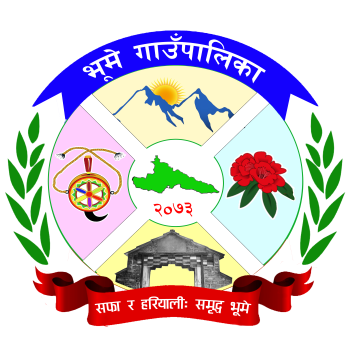 भूमे गाउँपालिका
२०७३
सफा र हरियालीः समृद्ध भूमे